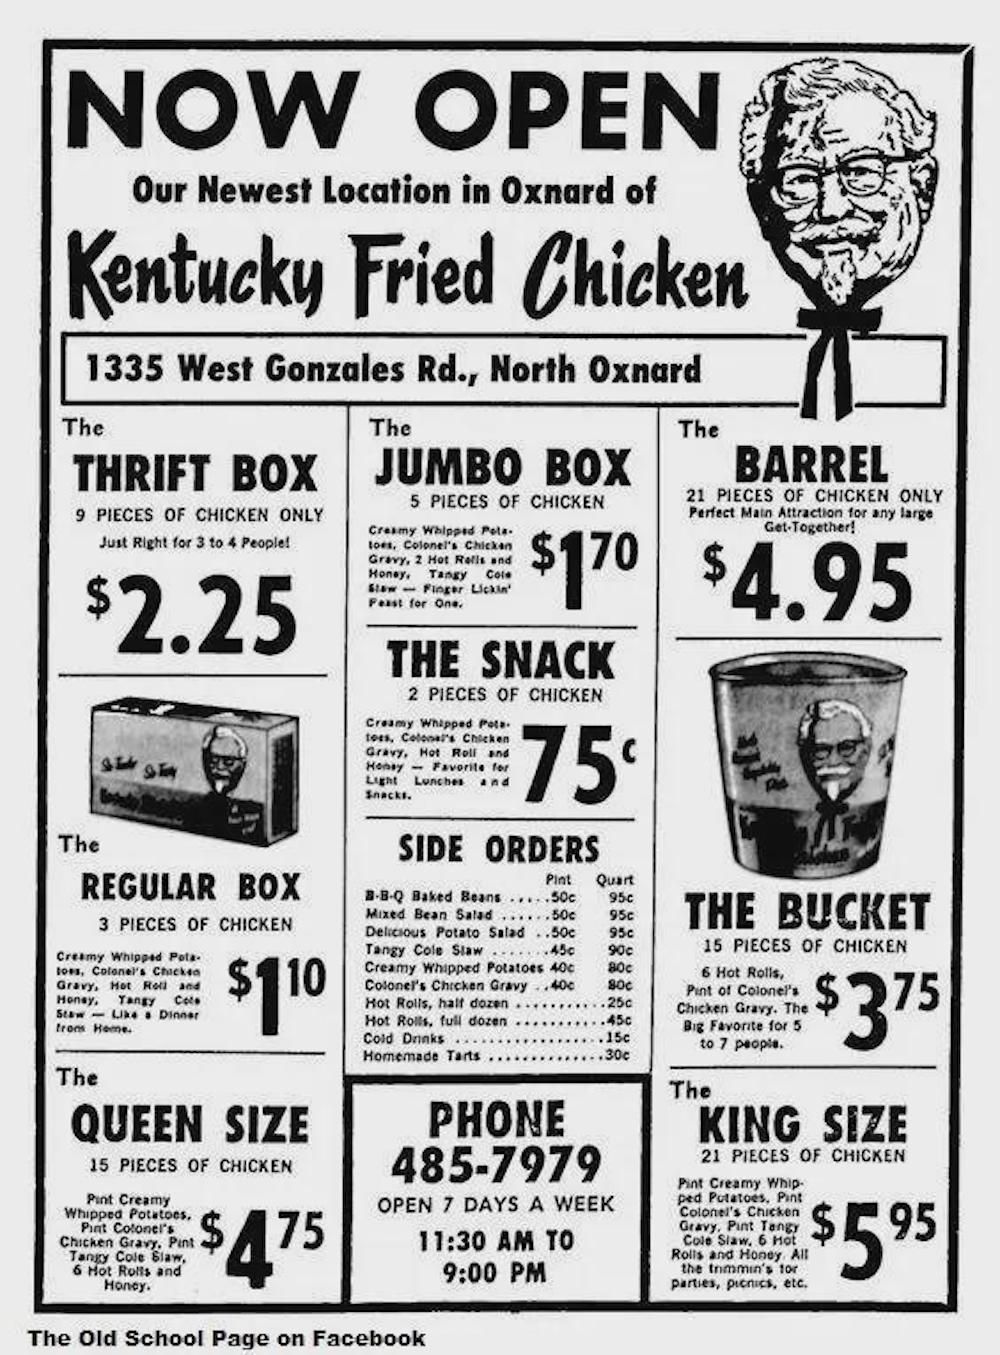 NOW OPEN
Our Newest Location in Oxnard of
Kentucky Fried Chicken
1335 West Gonzales Rd., North Oxnard
The
THRIFT BOX
9 PIECES OF CHICKEN ONLY
Just Right for 3 to 4 People!
$2.25
So Tasty
The
REGULAR BOX
3 PIECES OF CHICKEN
Creamy Whipped Pota-
toes, Colonel's Chicken
Gravy, Hot Roll and
Honey, Tangy Cole
Slaw — Like a Dinner
from Home.
$1 10
The
QUEEN SIZE
15 PIECES OF CHICKEN
Pint Creamy
Whipped Potatoes,
Pint Colonel's
Chicken Gravy, Pint
Tangy Cole Slaw,
6 Hot Rolls and
Honey.
$4 75
The
JUMBO BOX
5 PIECES OF CHICKEN
Creamy Whipped Pota-
toes, Colonel's Chicken
Gravy, 2 Hot Rolls and
Honey, Tangy Cole
Slaw — Finger Lickin'
Feast for One.
$1 70
THE SNACK
2 PIECES OF CHICKEN
Creamy Whipped Pota-
toes, Colonel's Chicken
Gravy, Hot Roll and
Honey — Favorite for
Light Lunches and
Snacks.
75c
SIDE ORDERS
Pint Quart
B-B-Q Baked Beans .....50c 95c
Mixed Bean Salad ......50c 95c
Delicious Potato Salad ..50c 95c
Tangy Cole Slaw .......45c 90c
Creamy Whipped Potatoes 40c 80c
Colonel's Chicken Gravy ..40c 80c
Hot Rolls, half dozen ...........25c
Hot Rolls, full dozen ...........45c
Cold Drinks ..................15c
Homemade Tarts .............30c
PHONE
485-7979
OPEN 7 DAYS A WEEK
11:30 AM TO
9:00 PM
The
BARREL
21 PIECES OF CHICKEN ONLY
Perfect Main Attraction for any large
Get-Together!
$4.95
THE BUCKET
15 PIECES OF CHICKEN
6 Hot Rolls,
Pint of Colonel's
Chicken Gravy. The
Big Favorite for 5
to 7 people.
$3 75
The
KING SIZE
21 PIECES OF CHICKEN
Pint Creamy Whip-
ped Potatoes, Pint
Colonel's Chicken
Gravy, Pint Tangy
Cole Slaw, 6 Hot
Rolls and Honey. All
the trimmin's for
parties, picnics, etc.
$5 95
The Old School Page on Facebook